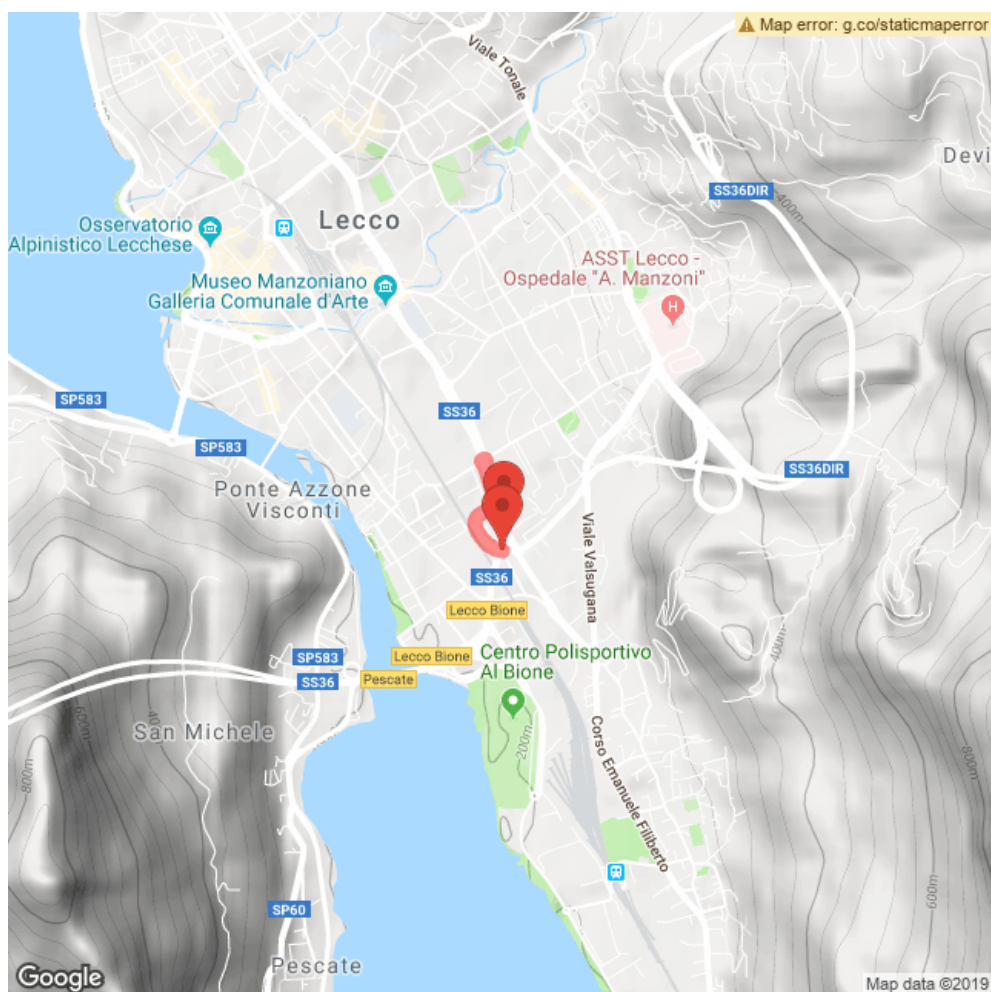 Map error: g.co/staticmaperror
Viale Tonale
Devi
SS36DIR
Lecco
Osservatorio
Alpinistico Lecchese
ASST Lecco -
Ospedale "A. Manzoni"
H
Museo Manzoniano
Galleria Comunale d'Arte
400m
SP583
SS36
SP583
SS36DIR
Ponte Azzone
Visconti
Viale Valsugana
SS36
Lecco Bione
Lecco Bione
Centro Polisportivo
Al Bione
SP583
SS36
Pescate
400m
600m
400m
San Michele
200m
800m
800m
Corso Emanuele Filiberto
600m
SP60
Pescate
Google
Map data ©2019